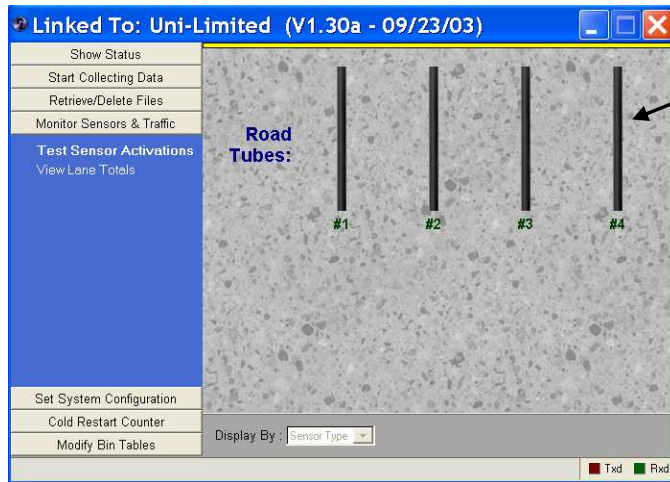 Linked To: Uni-Limited (V1.30a - 09/23/03)
Show Status
Start Collecting Data
Retrieve/Delete Files
Monitor Sensors & Traffic
Test Sensor Activations
View Lane Totals
Set System Configuration
Cold Restart Counter
Modify Bin Tables
Road
Tubes:
#1 #2 #3 #4
Display By : Sensor Type
Txd Rxd